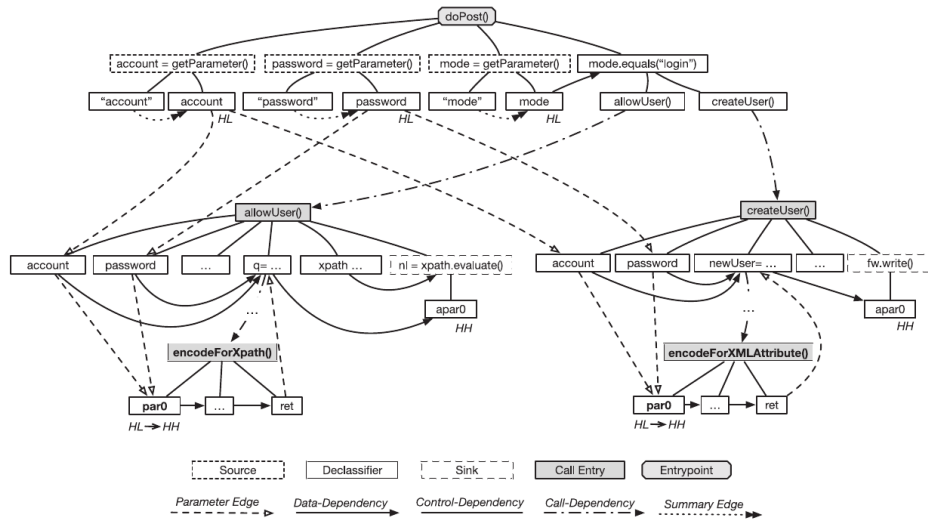 doPost()
account = getParameter()
password = getParameter()
mode = getParameter()
mode.equals("login")
"account"
account
"password"
password
"mode"
mode
allowUser()
createUser()
HL
HL
HL
allowUser()
createUser()
account
password
...
q= ...
xpath ...
nl = xpath.evaluate()
account
password
newUser= ...
...
fw.write()
...
apar0
HH
...
apar0
HH
encodeForXpath()
encodeForXMLAttribute()
par0
...
ret
par0
...
ret
HL→HH
HL→HH
Source
Declassifier
Sink
Call Entry
Entrypoint
Parameter Edge
Data-Dependency
Control-Dependency
Call-Dependency
Summary Edge